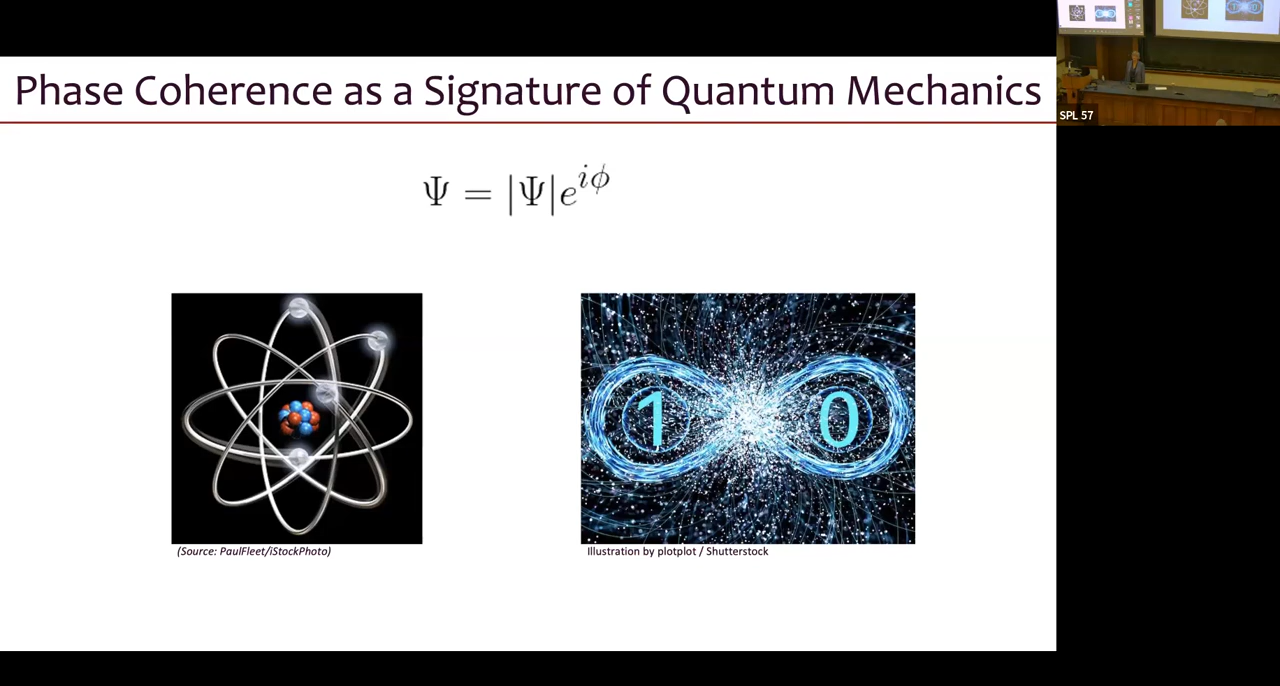 Phase Coherence as a Signature of Quantum Mechanics
Ψ = |Ψ|e^{iϕ}
1 0
(Source: PaulFleet/iStockPhoto)
Illustration by plotplot / Shutterstock
SPL 57